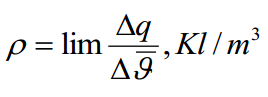 ρ = lim Δq / Δϑ̅ , Kl / m³